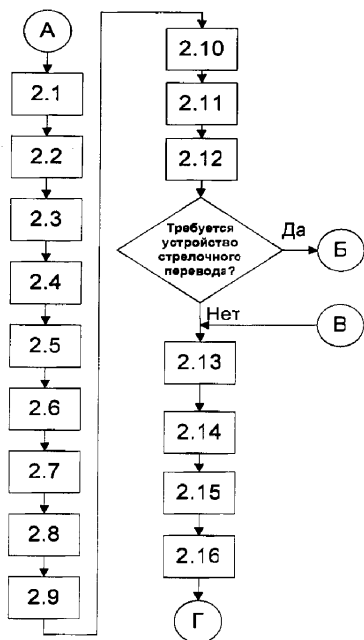 А
2.1
2.2
2.3
2.4
2.5
2.6
2.7
2.8
2.9
2.10
2.11
2.12
Требуется
устройство
стрелочного
перевода?
Да
Б
Нет
В
2.13
2.14
2.15
2.16
Г